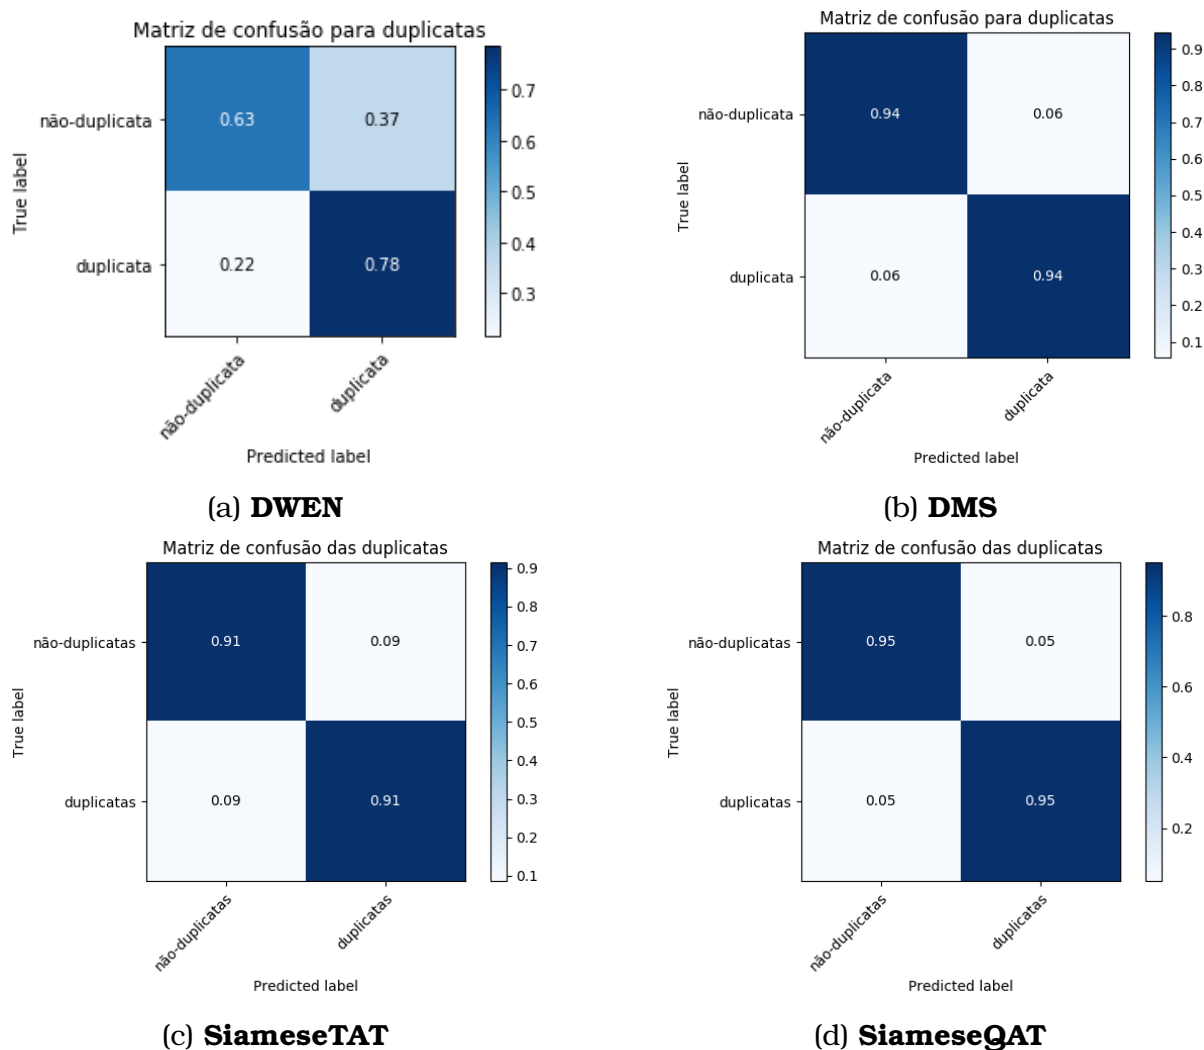 Matriz de confusão para duplicatas
não-duplicata
duplicata
True label
0.63
0.37
0.22
0.78
não-duplicata
duplicata
Predicted label
0.7
0.6
0.5
0.4
0.3
(a) DWEN
Matriz de confusão para duplicatas
não-duplicata
duplicata
True label
0.94
0.06
0.06
0.94
não-duplicata
duplicata
Predicted label
0.9
0.8
0.7
0.6
0.5
0.4
0.3
0.2
0.1
(b) DMS
Matriz de confusão das duplicatas
não-duplicatas
duplicatas
True label
0.91
0.09
0.09
0.91
não-duplicatas
duplicatas
Predicted label
0.9
0.8
0.7
0.6
0.5
0.4
0.3
0.2
0.1
(c) SiameseTAT
Matriz de confusão das duplicatas
não-duplicatas
duplicatas
True label
0.95
0.05
0.05
0.95
não-duplicatas
duplicatas
Predicted label
0.8
0.6
0.4
0.2
(d) SiameseQAT